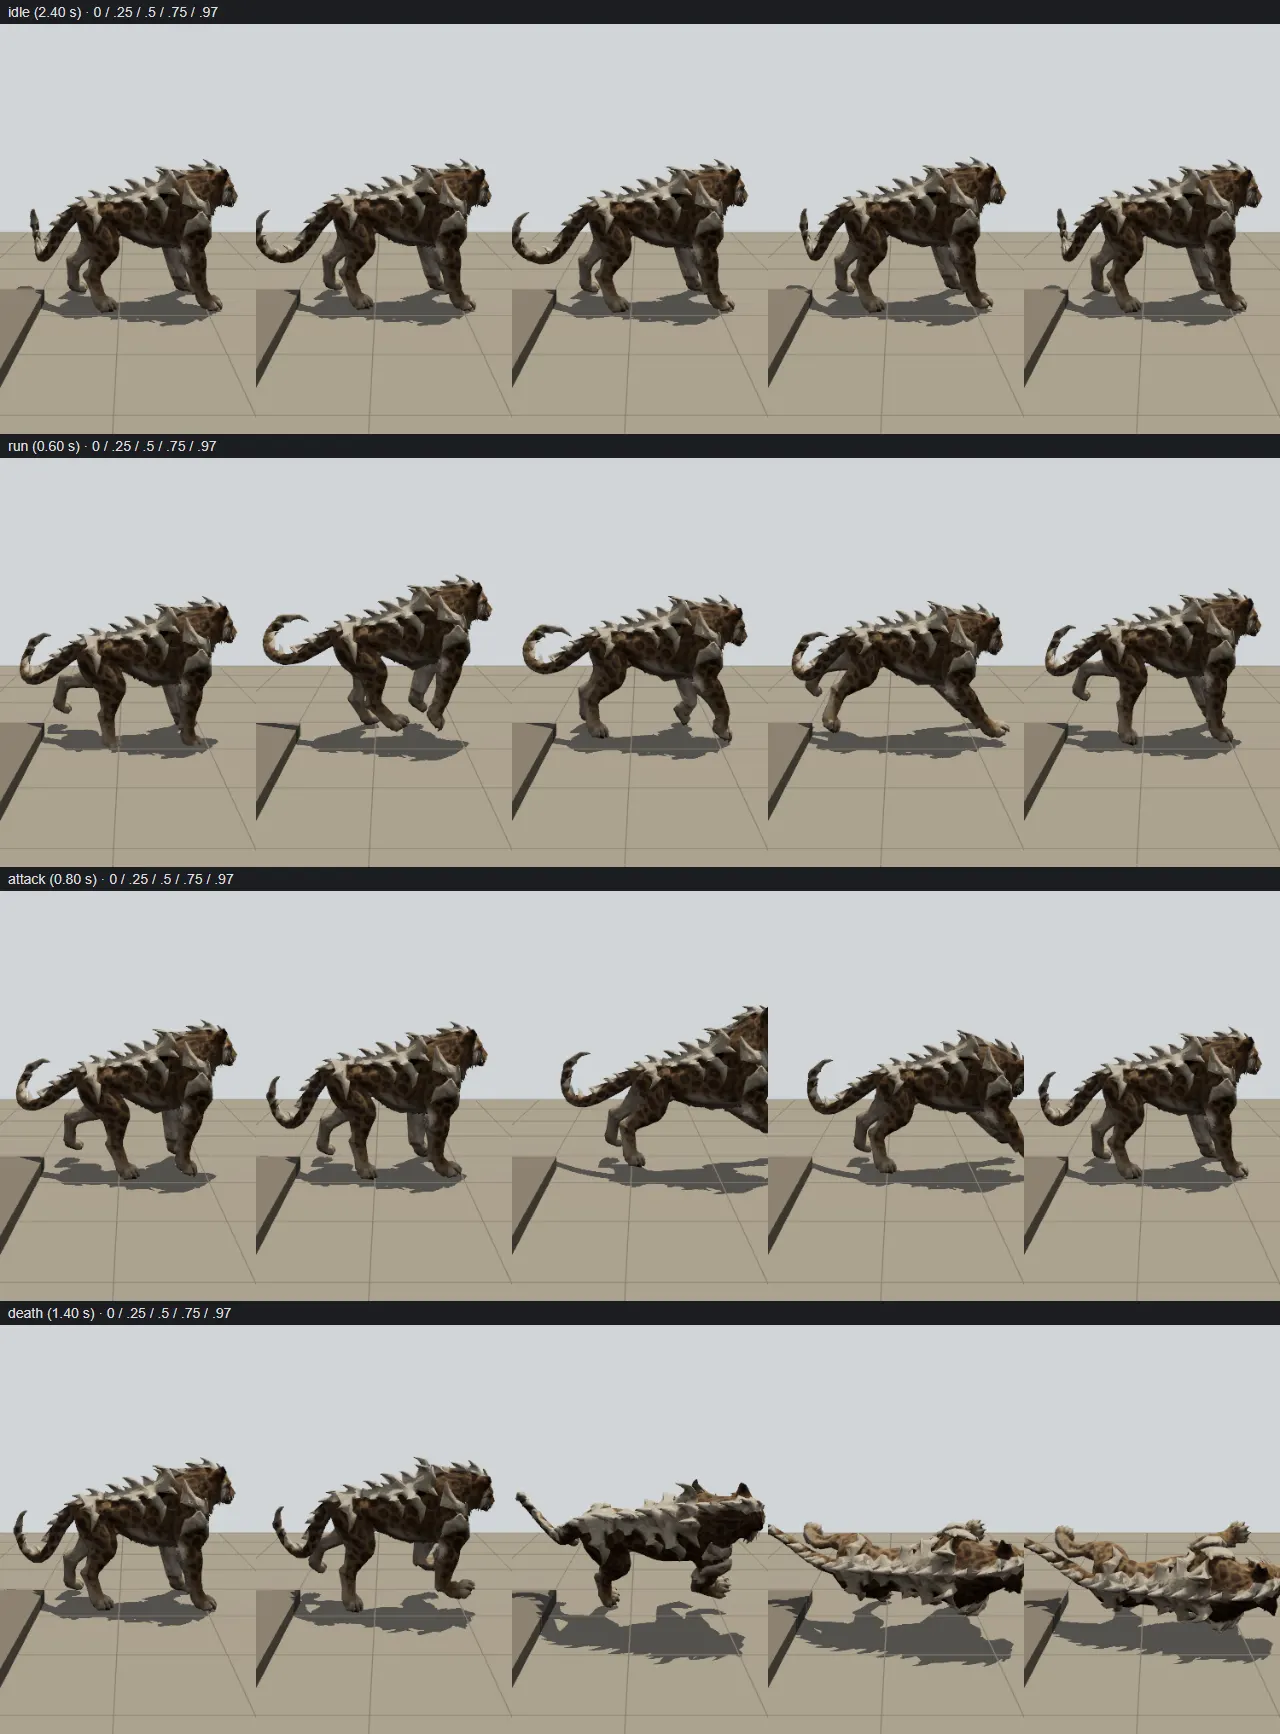 idle (2.40 s) · 0 / .25 / .5 / .75 / .97
run (0.60 s) · 0 / .25 / .5 / .75 / .97
attack (0.80 s) · 0 / .25 / .5 / .75 / .97
death (1.40 s) · 0 / .25 / .5 / .75 / .97